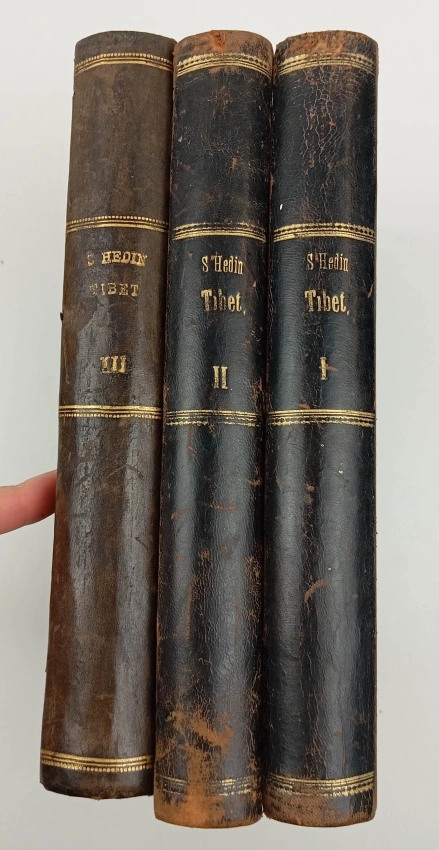 S HEDIN
TIBET
III
S Hedin
Tibet.
II
S Hedin
Tibet.
I